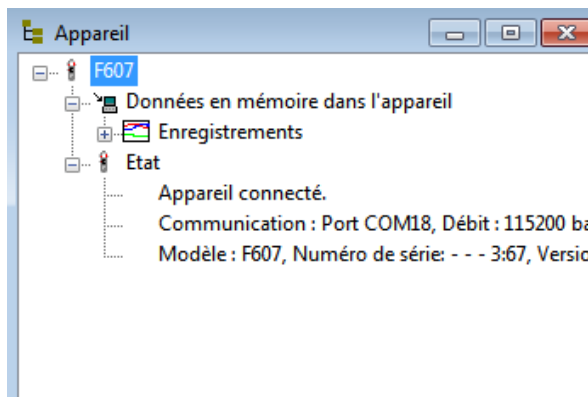 Appareil
F607
Données en mémoire dans l'appareil
Enregistrements
Etat
Appareil connecté.
Communication : Port COM18, Débit : 115200 ba
Modèle : F607, Numéro de série: - - - 3:67, Versio